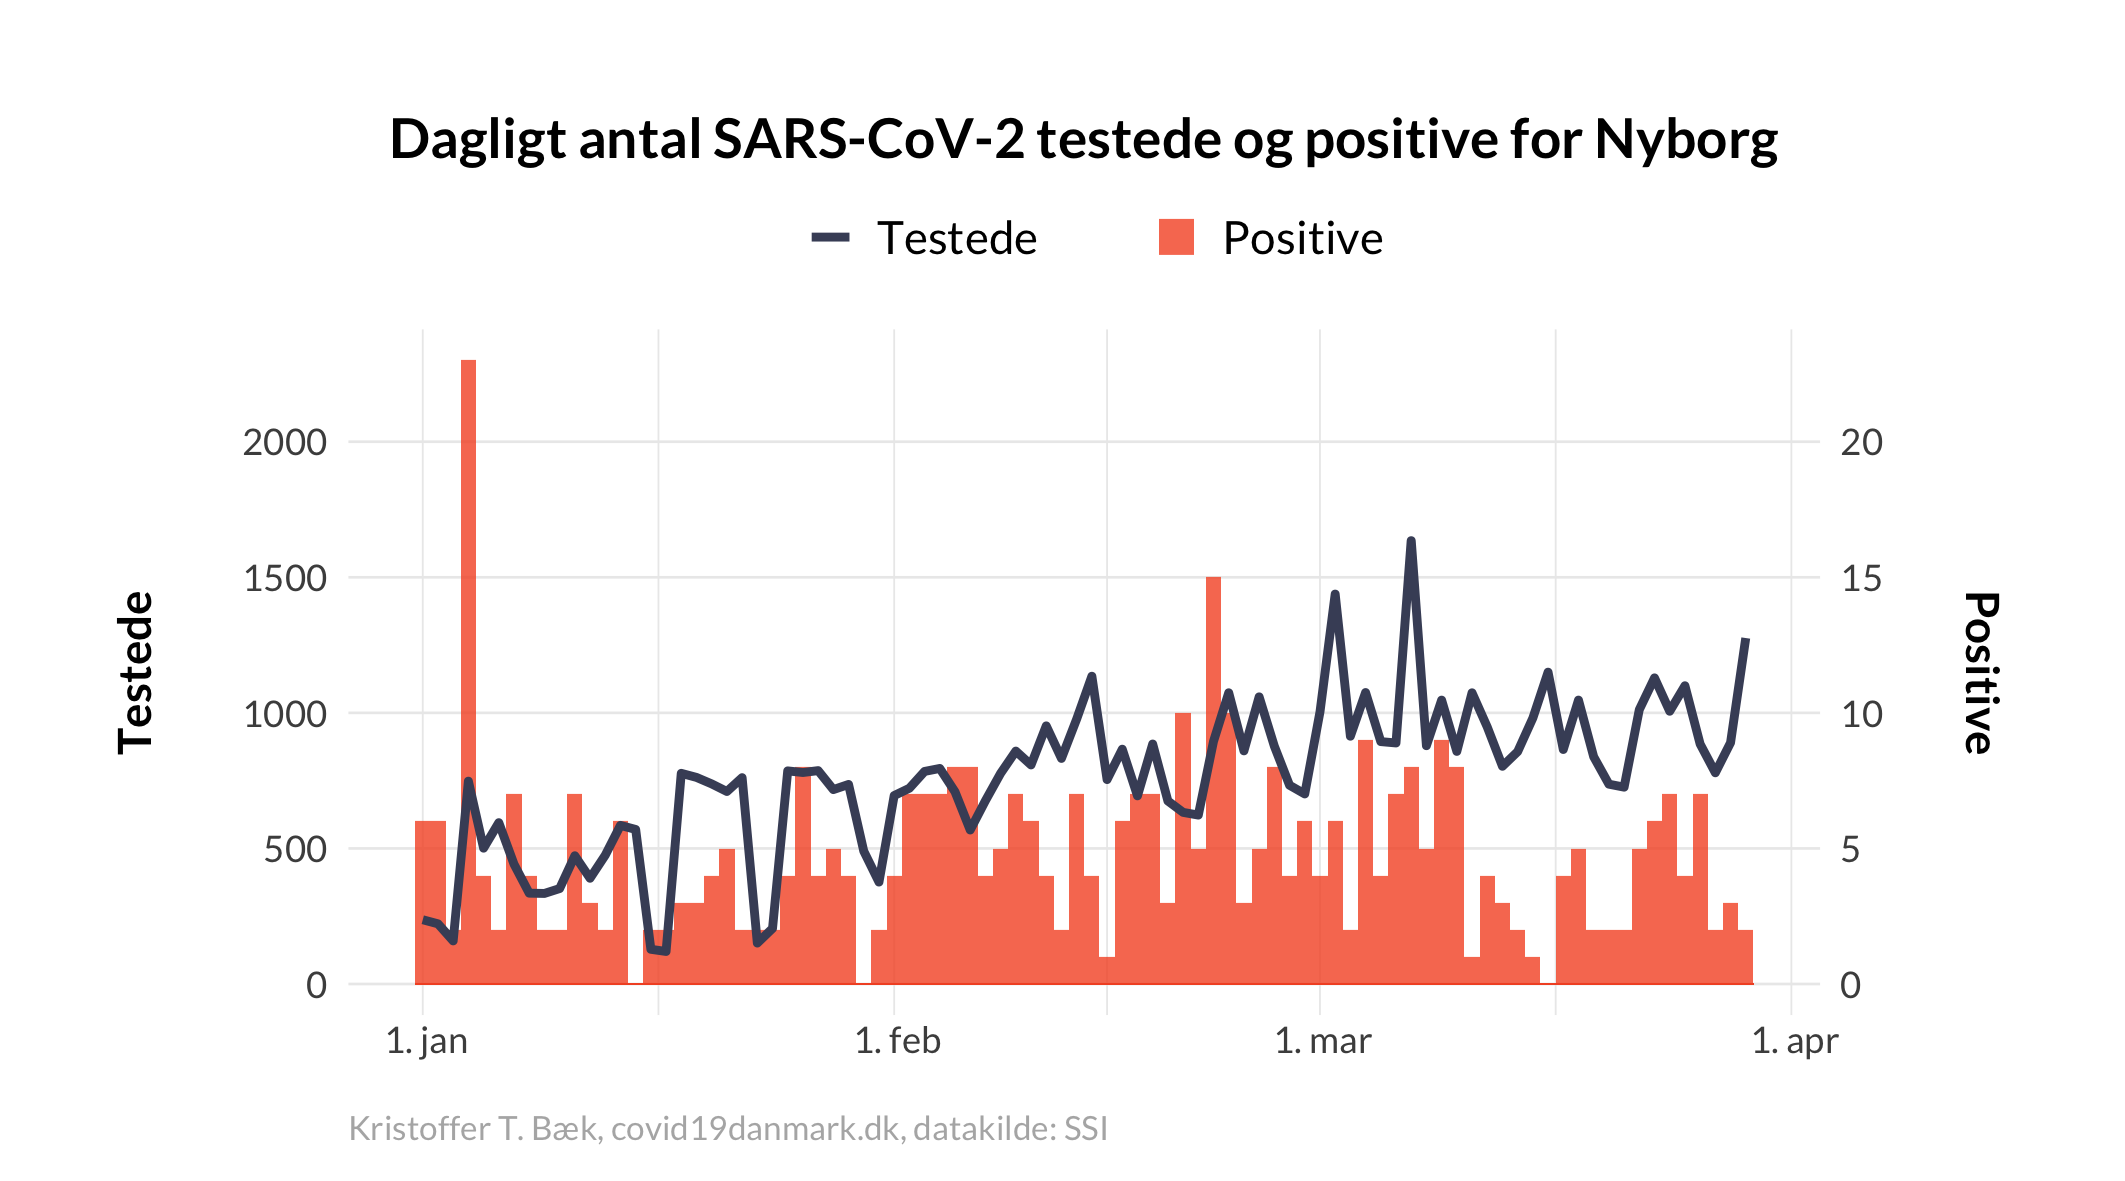 Dagligt antal SARS-CoV-2 testede og positive for Nyborg
Testede
Positive
2000
1500
1000
500
0
20
15
10
5
0
Testede
Positive
1. jan
1. feb
1. mar
1. apr
Kristoffer T. Bæk, covid19danmark.dk, datakilde: SSI